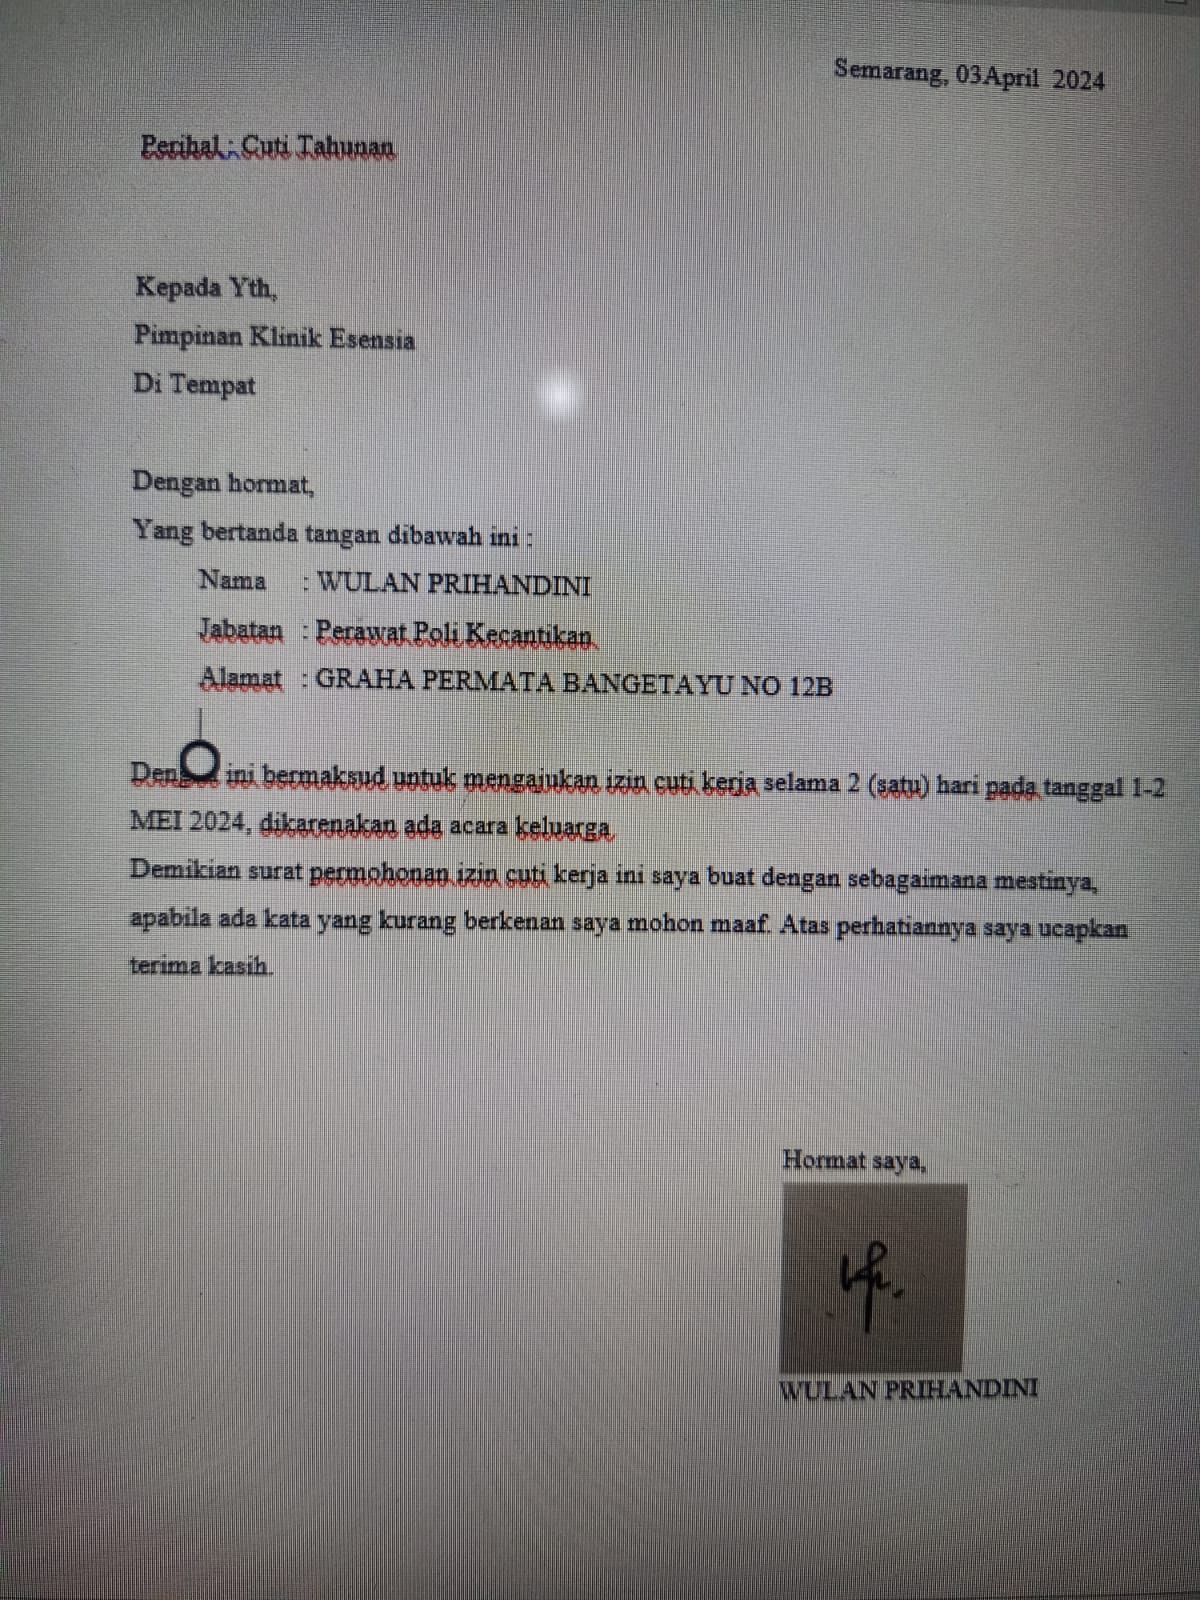 Semarang, 03April 2024
Perihal : Cuti Tahunan
Kepada Yth,
Pimpinan Klinik Esensia
Di Tempat
Dengan hormat,
Yang bertanda tangan dibawah ini :
Nama : WULAN PRIHANDINI
Jabatan : Perawat Poli Kecantikan
Alamat : GRAHA PERMATA BANGETAYU NO 12B
ini bermaksud untuk mengajukan izin cuti kerja selama 2 (satu) hari pada tanggal 1-2
MEI 2024, dikarenakan ada acara keluarga.
Demikian surat permohonan izin cuti kerja ini saya buat dengan sebagaimana mestinya,
apabila ada kata yang kurang berkenan saya mohon maaf. Atas perhatiannya saya ucapkan
terima kasih.
Hormat saya,
WULAN PRIHANDINI